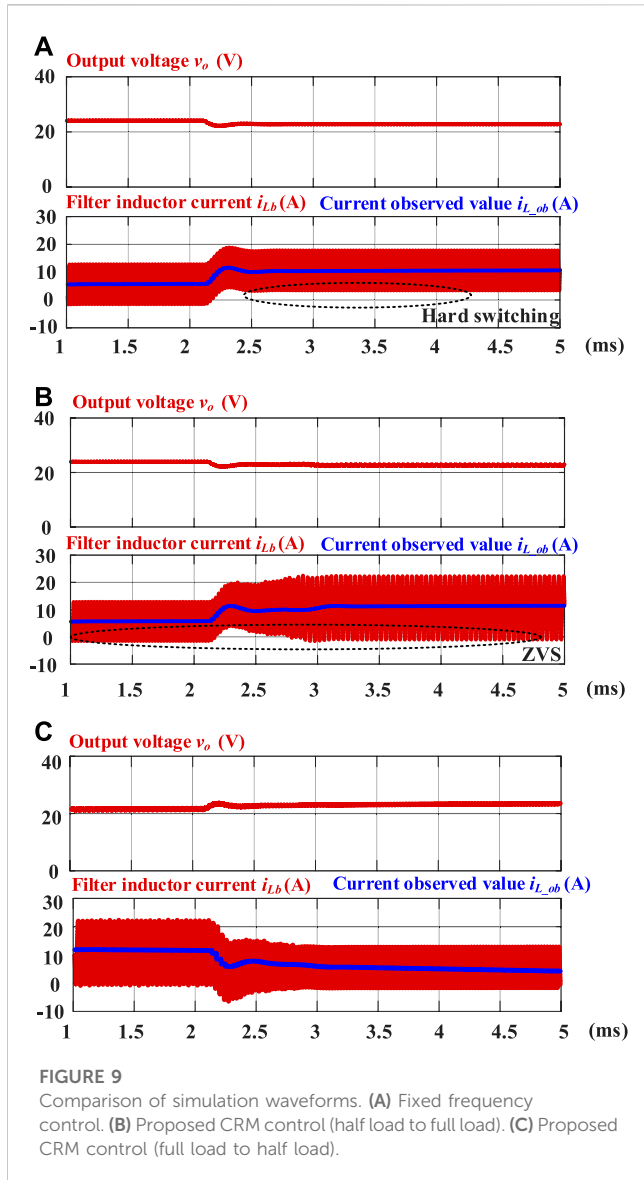 A
Output voltage vo (V)
40
20
0
Filter inductor current iLb (A) Current observed value iL_ob (A)
30
20
10
0
-10
Hard switching
1 1.5 2 2.5 3 3.5 4 4.5 5 (ms)
B
Output voltage vo (V)
40
20
0
Filter inductor current iLb (A) Current observed value iL_ob (A)
30
20
10
0
-10
ZVS
1 1.5 2 2.5 3 3.5 4 4.5 5 (ms)
C
Output voltage vo (V)
40
20
0
Filter inductor current iLb (A) Current observed value iL_ob (A)
30
20
10
0
-10
1 1.5 2 2.5 3 3.5 4 4.5 5 (ms)
FIGURE 9
Comparison of simulation waveforms. (A) Fixed frequency
control. (B) Proposed CRM control (half load to full load). (C) Proposed
CRM control (full load to half load).